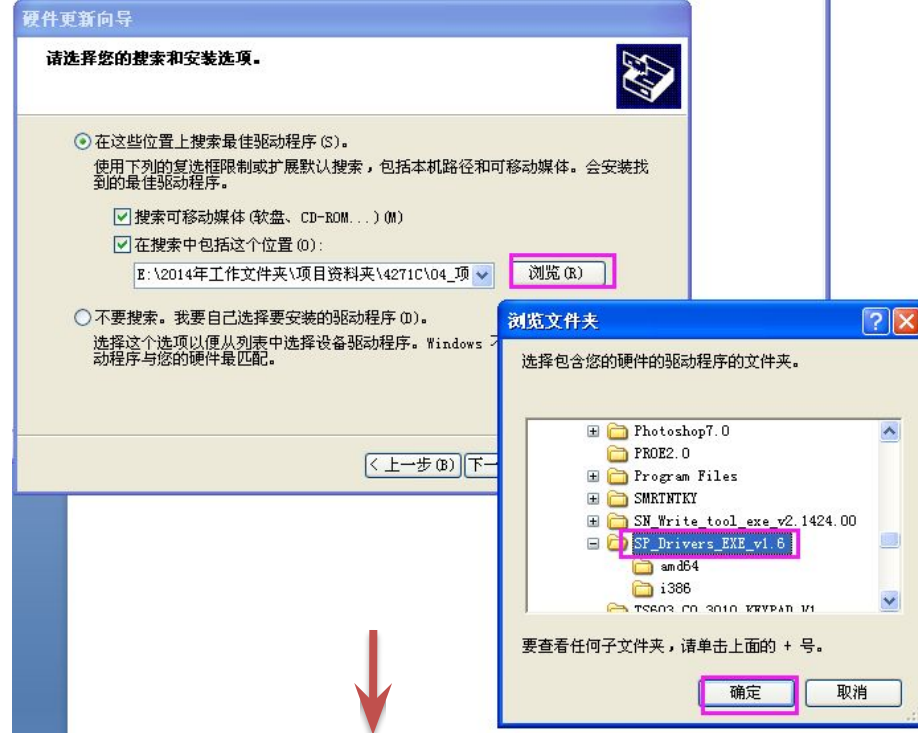 硬件更新向导
请选择您的搜索和安装选项。
在这些位置上搜索最佳驱动程序(S)。
使用下列的复选框限制或扩展默认搜索，包括本机路径和可移动媒体。会安装找
到的最佳驱动程序。
搜索可移动媒体(软盘、CD-ROM...)(M)
在搜索中包括这个位置(O):
E:\2014年工作文件夹\项目资料夹\4271C\04_项
浏览(R)
不要搜索。我要自己选择要安装的驱动程序(D)。
选择这个选项以便从列表中选择设备驱动程序。Windows
动程序与您的硬件最匹配。
<上一步(B)
下一
浏览文件夹
选择包含您的硬件的驱动程序的文件夹。
Photoshop7.0
PROE2.0
Program Files
SMRTNTKY
SN_Write_tool_exe_v2.1424.00
SP_Drivers_EXE_v1.6
amd64
i386
TS603 CO 3010 KEYPAD V1
要查看任何子文件夹，请单击上面的 + 号。
确定
取消